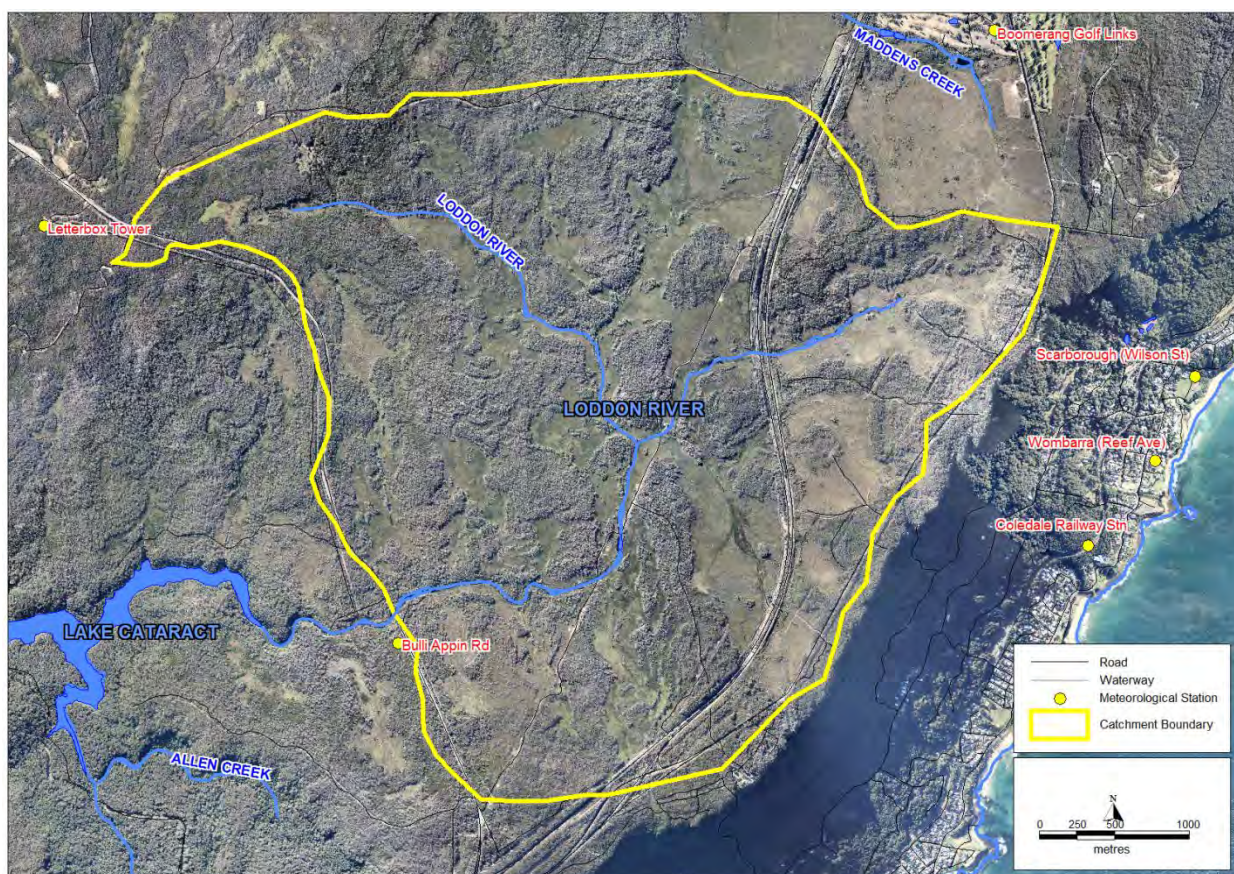 Boomerang Golf Links
MADDENS CREEK
Letterbox Tower
LODDON RIVER
Scarborough (Wilson St)
LODDON RIVER
Wombarra (Reef Ave)
Coledale Railway Stn
LAKE CATARACT
Bulli Appin Rd
ALLEN CREEK
Road
Waterway
Meteorological Station
Catchment Boundary
N
0 250 500 1000
metres